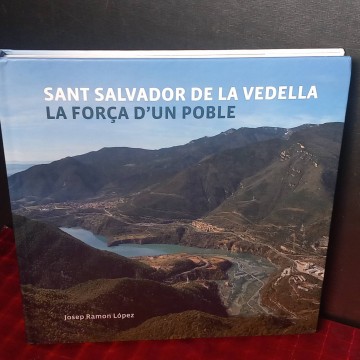 SANT SALVADOR DE LA VEDELLA
LA FORÇA D'UN POBLE
Josep Ramon López